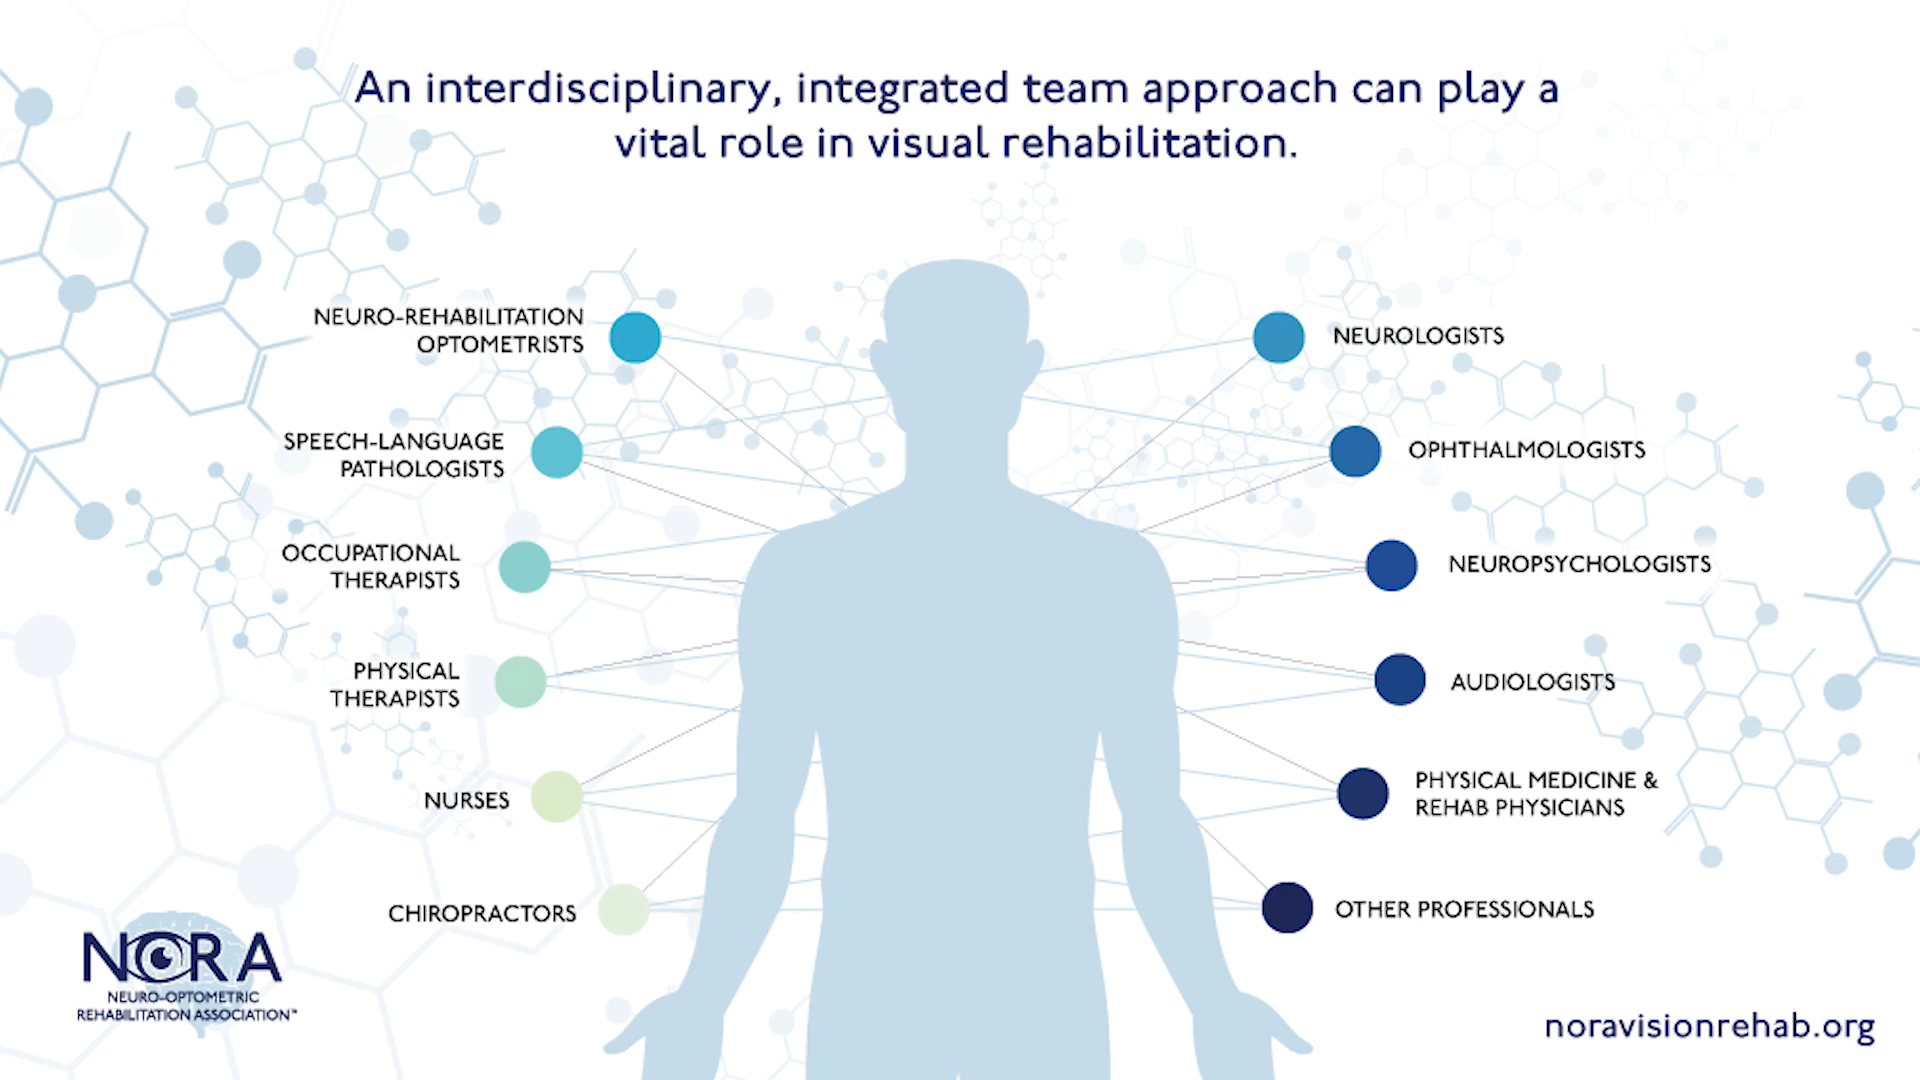 An interdisciplinary, integrated team approach can play a
vital role in visual rehabilitation.
NEURO-REHABILITATION
OPTOMETRISTS
SPEECH-LANGUAGE
PATHOLOGISTS
OCCUPATIONAL
THERAPISTS
PHYSICAL
THERAPISTS
NURSES
CHIROPRACTORS
NEUROLOGISTS
OPHTHALMOLOGISTS
NEUROPSYCHOLOGISTS
AUDIOLOGISTS
PHYSICAL MEDICINE &
REHAB PHYSICIANS
OTHER PROFESSIONALS
NORA
NEURO-OPTOMETRIC
REHABILITATION ASSOCIATION™
noravisionrehab.org